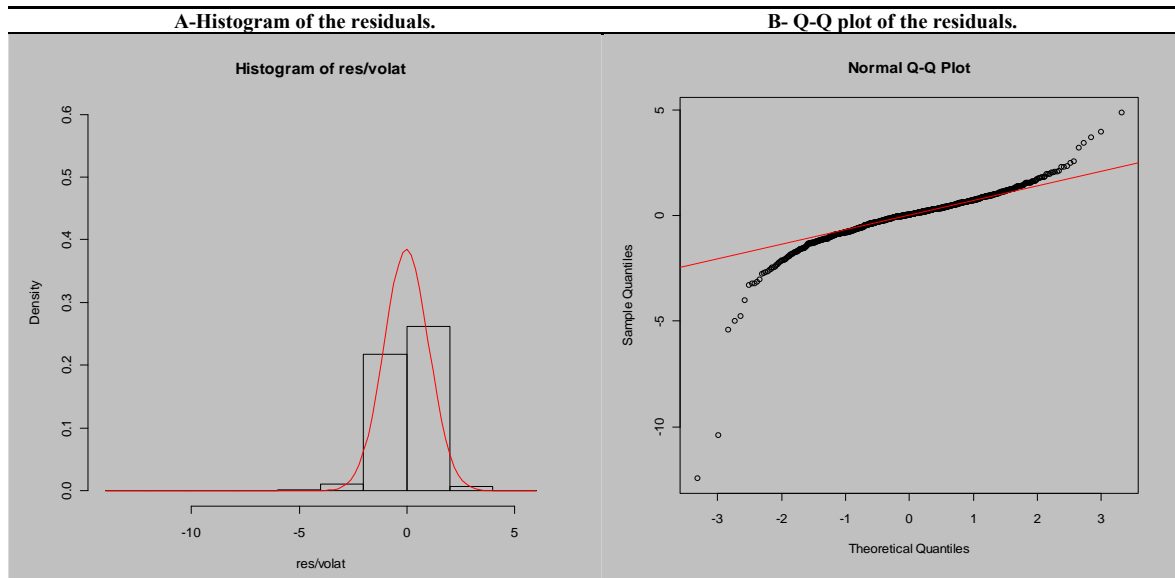 A-Histogram of the residuals.
B- Q-Q plot of the residuals.
Histogram of res/volat
Density
0.0
0.1
0.2
0.3
0.4
0.5
0.6
-10
-5
0
5
res/volat
Normal Q-Q Plot
Sample Quantiles
5
0
-5
-10
-3
-2
-1
0
1
2
3
Theoretical Quantiles